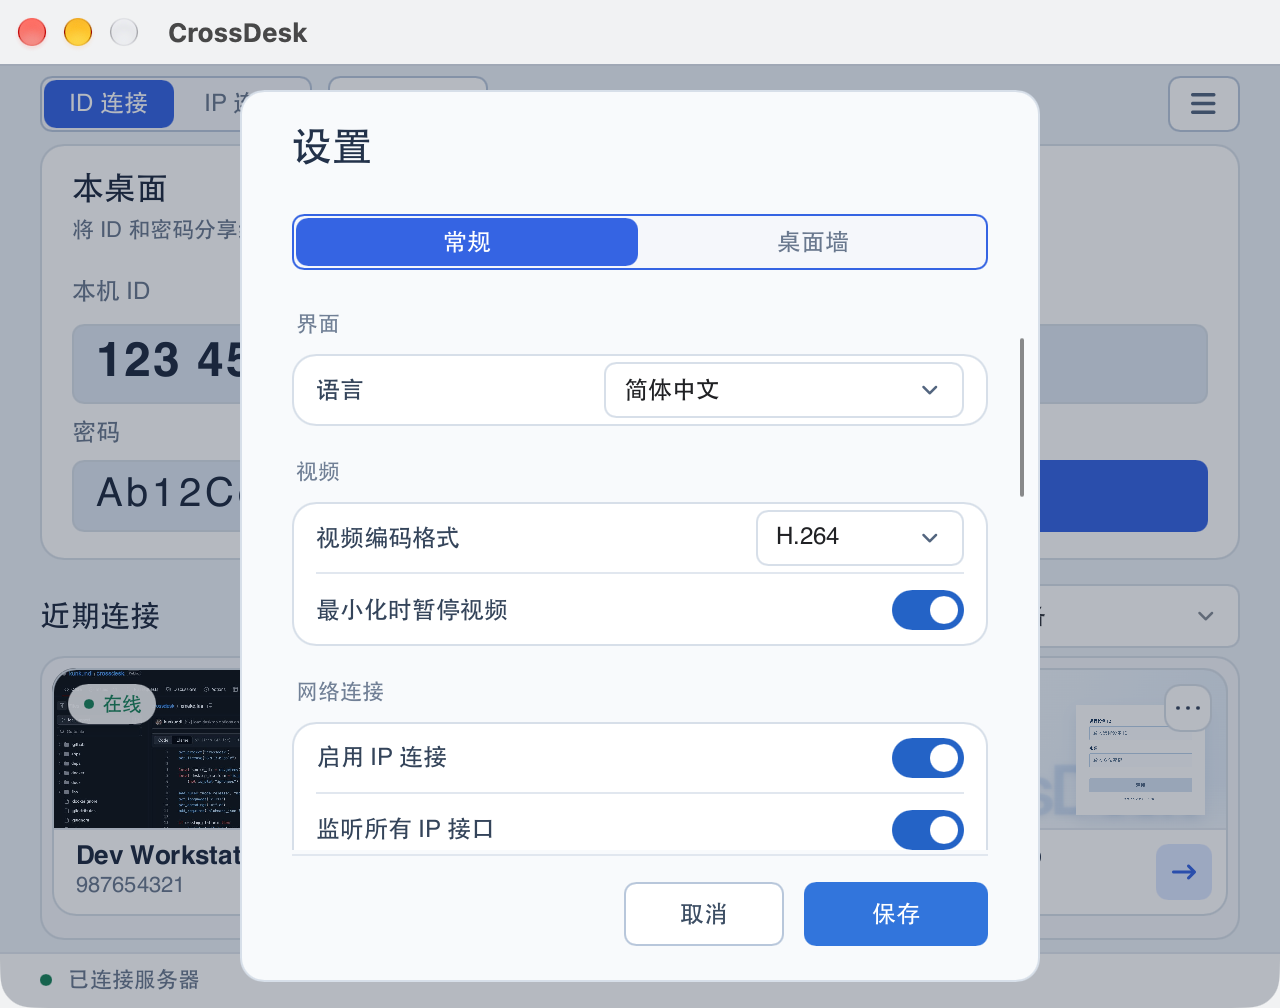 CrossDesk
ID 连接
IP 连
设置
常规
桌面墙
本桌面
将 ID 和密码分享
本机 ID
123 45
密码
Ab12C
界面
语言
简体中文
视频
视频编码格式
H.264
最小化时暂停视频
网络连接
启用 IP 连接
监听所有 IP 接口
取消
保存
近期连接
在线
Dev Workstat
987654321
已连接服务器